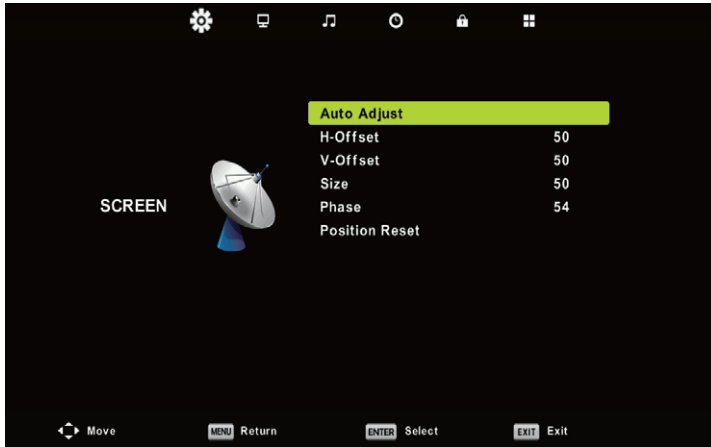 Auto Adjust
H-Offset 50
V-Offset 50
Size 50
SCREEN
Phase 54
Position Reset
Move MENU Return ENTER Select EXIT Exit